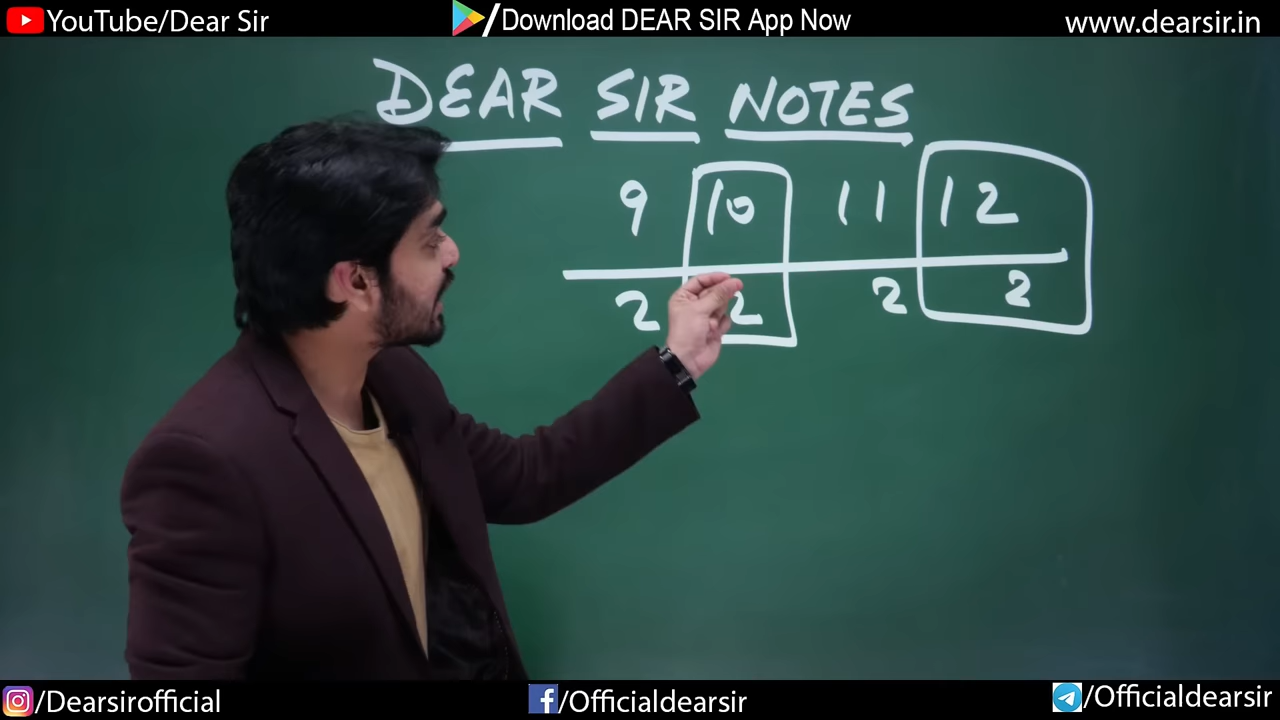 YouTube/Dear Sir
/Download DEAR SIR App Now
www.dearsir.in
DEAR SIR NOTES
9 10 11 12
2 2 2 2
/Dearsirofficial
/Officialdearsir
/Officialdearsir